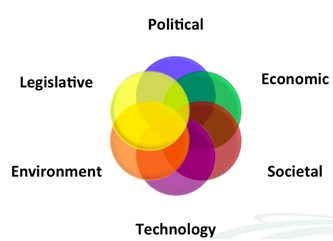 Political
Legislative
Economic
Environment
Societal
Technology